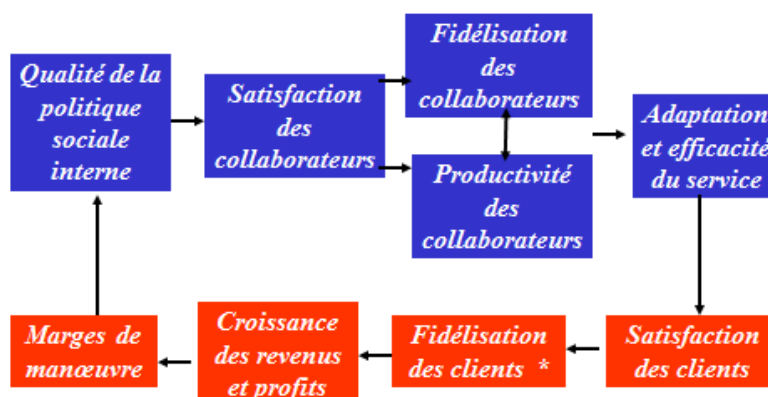 Qualité de la
politique
sociale
interne
Satisfaction
des
collaborateurs
Fidélisation
des
collaborateurs
Productivité
des
collaborateurs
Adaptation
et efficacité
du service
Marges de
manœuvre
Croissance
des revenus
et profits
Fidélisation
des clients *
Satisfaction
des clients